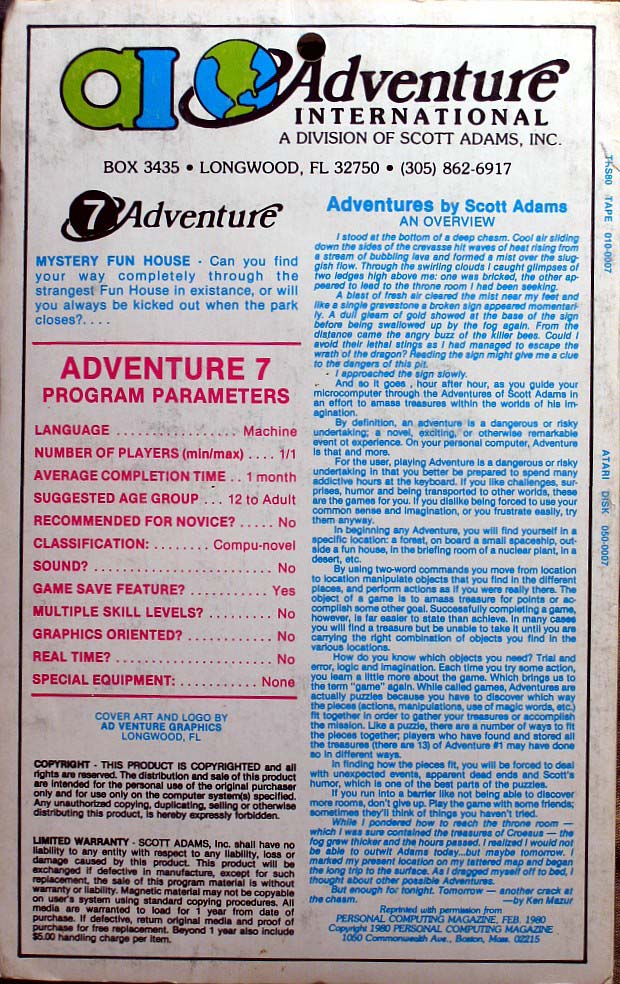 aI Adventure
INTERNATIONAL
A DIVISION OF SCOTT ADAMS, INC.
BOX 3435 • LONGWOOD, FL 32750 • (305) 862-6917
7 Adventure
MYSTERY FUN HOUSE - Can you find
your way completely through the
strangest Fun House in existance, or will
you always be kicked out when the park
closes?. . . .
ADVENTURE 7
PROGRAM PARAMETERS
LANGUAGE . . . . . . . . . . . . . . . Machine
NUMBER OF PLAYERS (min/max) . . . . 1/1
AVERAGE COMPLETION TIME . . 1 month
SUGGESTED AGE GROUP . . . 12 to Adult
RECOMMENDED FOR NOVICE? . . . . . No
CLASSIFICATION: . . . . . . . . Compu-novel
SOUND? . . . . . . . . . . . . . . . . . . . . . . No
GAME SAVE FEATURE? . . . . . . . . . . . Yes
MULTIPLE SKILL LEVELS? . . . . . . . . . No
GRAPHICS ORIENTED? . . . . . . . . . . . . No
REAL TIME? . . . . . . . . . . . . . . . . . . . No
SPECIAL EQUIPMENT: . . . . . . . . . None
COVER ART AND LOGO BY
AD VENTURE GRAPHICS
LONGWOOD, FL
COPYRIGHT - THIS PRODUCT IS COPYRIGHTED and all
rights are reserved. The distribution and sale of this product
are intended for the personal use of the original purchaser
only and for use only on the computer system(s) specified.
Any unauthorized copying, duplicating, selling or otherwise
distributing this product, is hereby expressly forbidden.
LIMITED WARRANTY - SCOTT ADAMS, Inc. shall have no
liability to any entity with respect to any liability, loss or
damage caused by this product. This product will be
exchanged if defective in manufacture, except for such
replacement, the sale of this program material is without
warranty or liability. Magnetic material may not be copyable
on user's system using standard copying procedures. All
media are warranted to load for 1 year from date of
purchase. If defective, return original media and proof of
purchase for free replacement. Beyond 1 year also include
$5.00 handling charge per item.
Adventures by Scott Adams
AN OVERVIEW
I stood at the bottom of a deep chasm. Cool air sliding
down the sides of the crevasse hit waves of heat rising from
a stream of bubbling lava and formed a mist over the slug-
gish flow. Through the swirling clouds I caught glimpses of
two ledges high above me: one was bricked, the other ap-
peared to lead to the throne room I had been seeking.
A blast of fresh air cleared the mist near my feet and
like a single gravestone a broken sign appeared momentari-
ly. A dull gleam of gold showed at the base of the sign
before being swallowed up by the fog again. From the
distance came the angry buzz of the killer bees. Could I
avoid their lethal stings as I had managed to escape the
wrath of the dragon? Reading the sign might give me a clue
to the dangers of this pit.
I approached the sign slowly.
And so it goes , hour after hour, as you guide your
microcomputer through the Adventures of Scott Adams in
an effort to amass treasures within the worlds of his im-
agination.
By definition, an adventure is a dangerous or risky
undertaking; a novel, exciting, or otherwise remarkable
event ot experience. On your personal computer, Adventure
is that and more.
For the user, playing Adventure is a dangerous or risky
undertaking in that you better be prepared to spend many
addictive hours at the keyboard. If you like challenges, sur-
prises, humor and being transported to other worlds, these
are the games for you. If you dislike being forced to use your
common sense and imagination, or you frustrate easily, try
them anyway.
In beginning any Adventure, you will find yourself in a
specific location: a forest, on board a small spaceship, out-
side a fun house, in the briefing room of a nuclear plant, in a
desert, etc.
By using two-word commands you move from location
to location manipulate objects that you find in the different
places, and perform actions as if you were really there. The
object of a game is to amass treasure for points or ac-
complish some other goal. Successfully completing a game,
however, is far easier to state than achieve. In many cases
you will find a treasure but be unable to take it until you are
carrying the right combination of objects you find in the
various locations.
How do you know which objects you need? Trial and
error, logic and imagination. Each time you try some action,
you learn a little more about the game. Which brings us to
the term "game" again. While called games, Adventures are
actually puzzles because you have to discover which way
the pieces (actions, manipulations, use of magic words, etc.)
fit together in order to gather your treasures or accomplish
the mission. Like a puzzle, there are a number of ways to fit
the pieces together; players who have found and stored all
the treasures (there are 13) of Adventure #1 may have done
so in different ways.
In finding how the pieces fit, you will be forced to deal
with unexpected events, apparent dead ends and Scott's
humor, which is one of the best parts of the puzzles.
If you run into a barrier like not being able to discover
more rooms, don't give up. Play the game with some friends;
sometimes they'll think of things you haven't tried.
While I pondered how to reach the throne room —
which I was sure contained the treasures of Croesus — the
fog grew thicker and the hours passed. I realized I would not
be able to outwil Adams today...but maybe tomorrow. I
marked my present location on my tattered map and began
the long trip to the surface. As I dragged myself off to bed, I
thought about other possible Adventures.
But enough for tonight. Tomorrow — another crack at
the chasm. —by Ken Mazur
Reprinted with permission from
PERSONAL COMPUTING MAGAZINE, FEB. 1980
Copyright 1980 PERSONAL COMPUTING MAGAZINE
1050 Commonwealth Ave., Boston, Mass. 02215
TRS80 TAPE 010-0007
ATARI DISK 050-0007